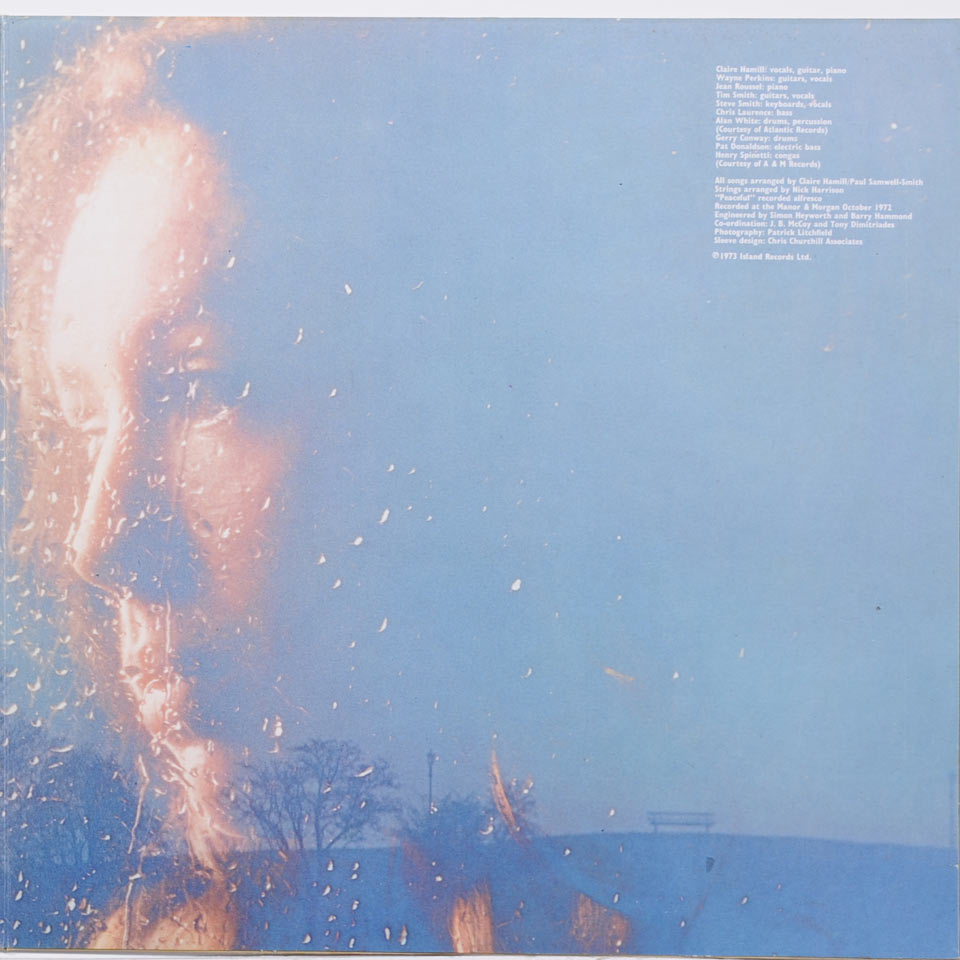 Claire Hamill: vocals, guitar, piano
Wayne Perkins: guitars, vocals
Jean Roussel: piano
Tim Smith: guitars, vocals
Steve Smith: keyboards, vocals
Chris Laurence: bass
Alan White: drums, percussion
(Courtesy of Atlantic Records)
Gerry Conway: drums
Pat Donaldson: electric bass
Henry Spinetti: congas
(Courtesy of A & M Records)
All songs arranged by Claire Hamill/Paul Samwell-Smith
Strings arranged by Nick Harrison
"Peaceful" recorded alfresco
Recorded at the Manor & Morgan October 1972
Engineered by Simon Heyworth and Barry Hammond
Co-ordination: J. B. McCoy and Tony Dimitriades
Photography: Patrick Litchfield
Sleeve design: Chris Churchill Associates
℗1973 Island Records Ltd.